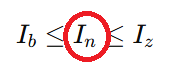 I_b ≤ I_n ≤ I_z